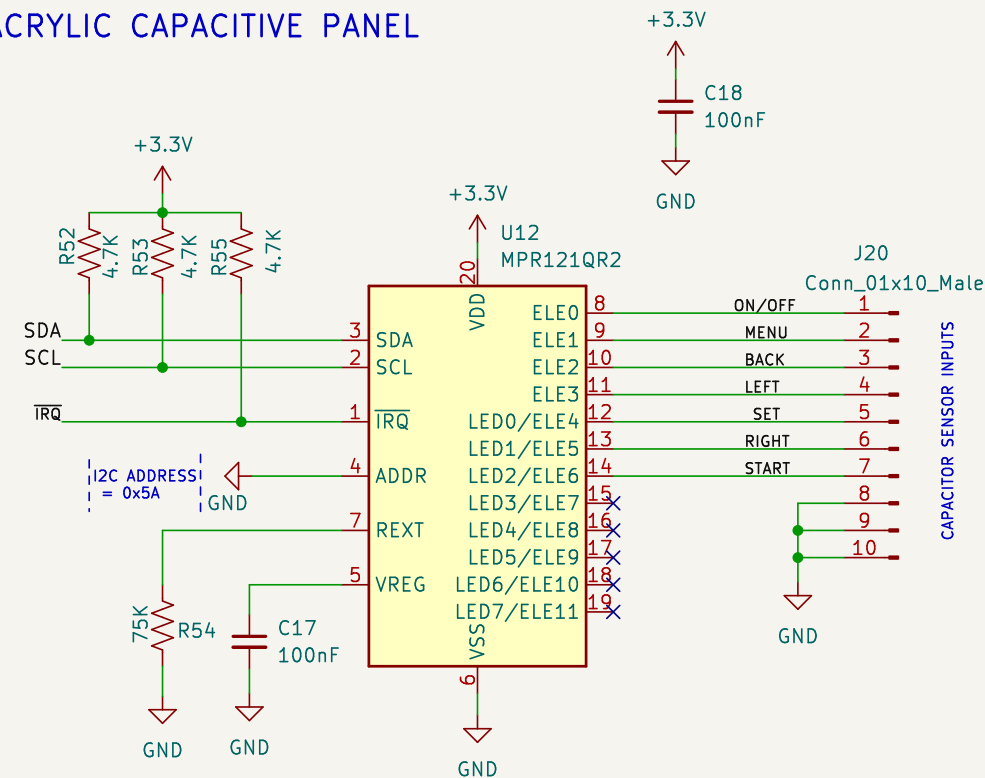 ACRYLIC CAPACITIVE PANEL
+3.3V
C18
100nF
GND
+3.3V
R52
4.7K
R53
4.7K
R55
4.7K
+3.3V
U12
MPR121QR2
20
VDD
SDA
3
SDA
SCL
2
SCL
IRQ
1
IRQ
I2C ADDRESS
= 0x5A
GND
4
ADDR
7
REXT
5
VREG
75K
R54
GND
C17
100nF
GND
VSS
6
GND
ELE0
8
ELE1
9
ELE2
10
ELE3
11
LED0/ELE4
12
LED1/ELE5
13
LED2/ELE6
14
LED3/ELE7
15
LED4/ELE8
16
LED5/ELE9
17
LED6/ELE10
18
LED7/ELE11
19
J20
Conn_01x10_Male
ON/OFF
1
MENU
2
BACK
3
LEFT
4
SET
5
RIGHT
6
START
7
8
9
10
GND
CAPACITOR SENSOR INPUTS